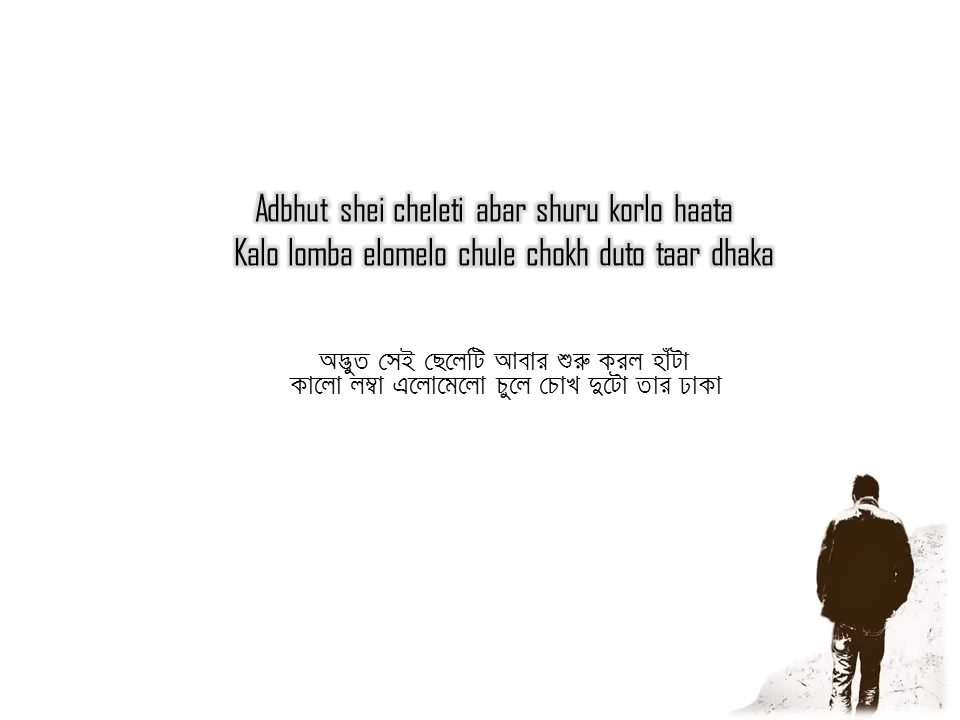 Adbhut shei cheleti abar shuru korlo haata
Kalo lomba elomelo chule chokh duto taar dhaka
অদ্ভুত সেই ছেলেটি আবার শুরু করল হাঁটা
কালো লম্বা এলোমেলো চুলে চোখ দুটো তার ঢাকা